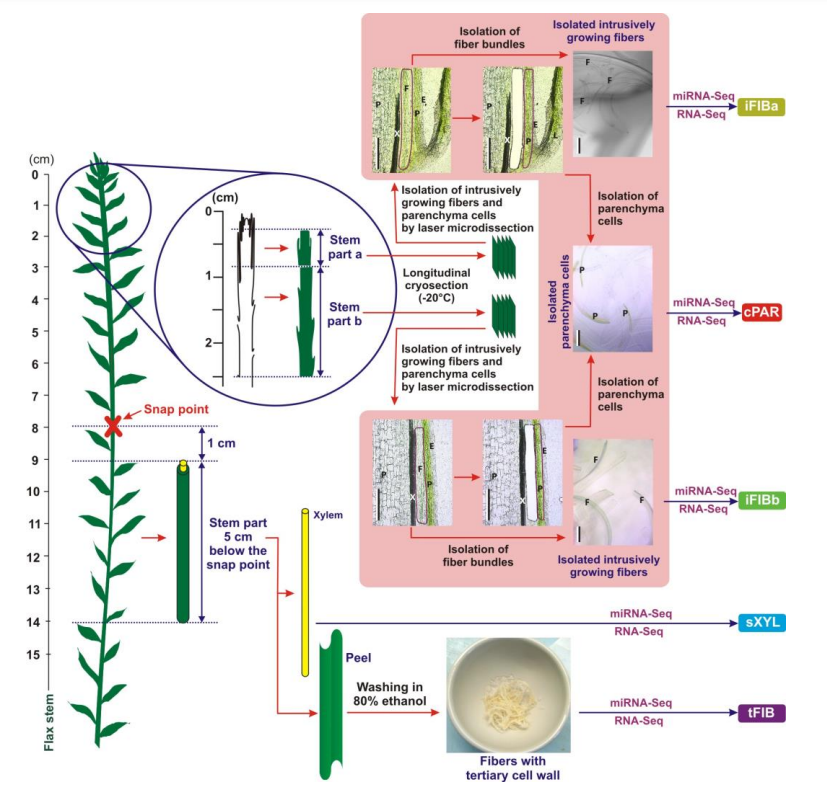 Isolation of
fiber bundles
Isolated intrusively
growing fibers
F
F
P
F
E
P
X
P
X
E
P
L
miRNA-Seq
RNA-Seq
iFIBa
(cm)
0
1
2
3
4
5
6
7
8
9
10
11
12
13
14
15
Flax stem
(cm)
0
1
2
Stem
part a
Stem
part b
Isolation of intrusively
growing fibers and
parenchyma cells
by laser microdissection
Longitudinal
cryosection
(-20°C)
Isolation of intrusively
growing fibers and
parenchyma cells
by laser microdissection
Isolation of
parenchyma
cells
Isolated
parenchyma cells
P
P
P
miRNA-Seq
RNA-Seq
cPAR
Isolation of
parenchyma
cells
Snap point
1 cm
Stem part
5 cm
below the
snap point
P
X
F
E
P
P
X
E
P
F
F
F
miRNA-Seq
RNA-Seq
iFIBb
Isolation of
fiber bundles
Isolated intrusively
growing fibers
Xylem
miRNA-Seq
RNA-Seq
sXYL
Peel
Washing in
80% ethanol
Fibers with
tertiary cell wall
miRNA-Seq
RNA-Seq
tFIB